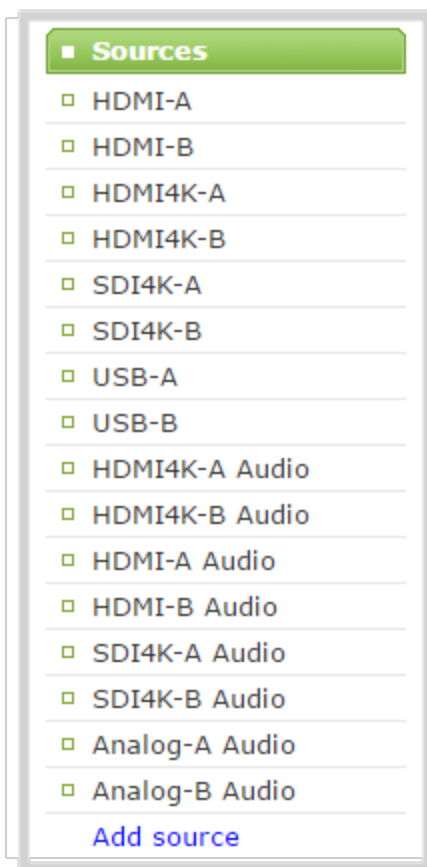 Sources
HDMI-A
HDMI-B
HDMI4K-A
HDMI4K-B
SDI4K-A
SDI4K-B
USB-A
USB-B
HDMI4K-A Audio
HDMI4K-B Audio
HDMI-A Audio
HDMI-B Audio
SDI4K-A Audio
SDI4K-B Audio
Analog-A Audio
Analog-B Audio
Add source